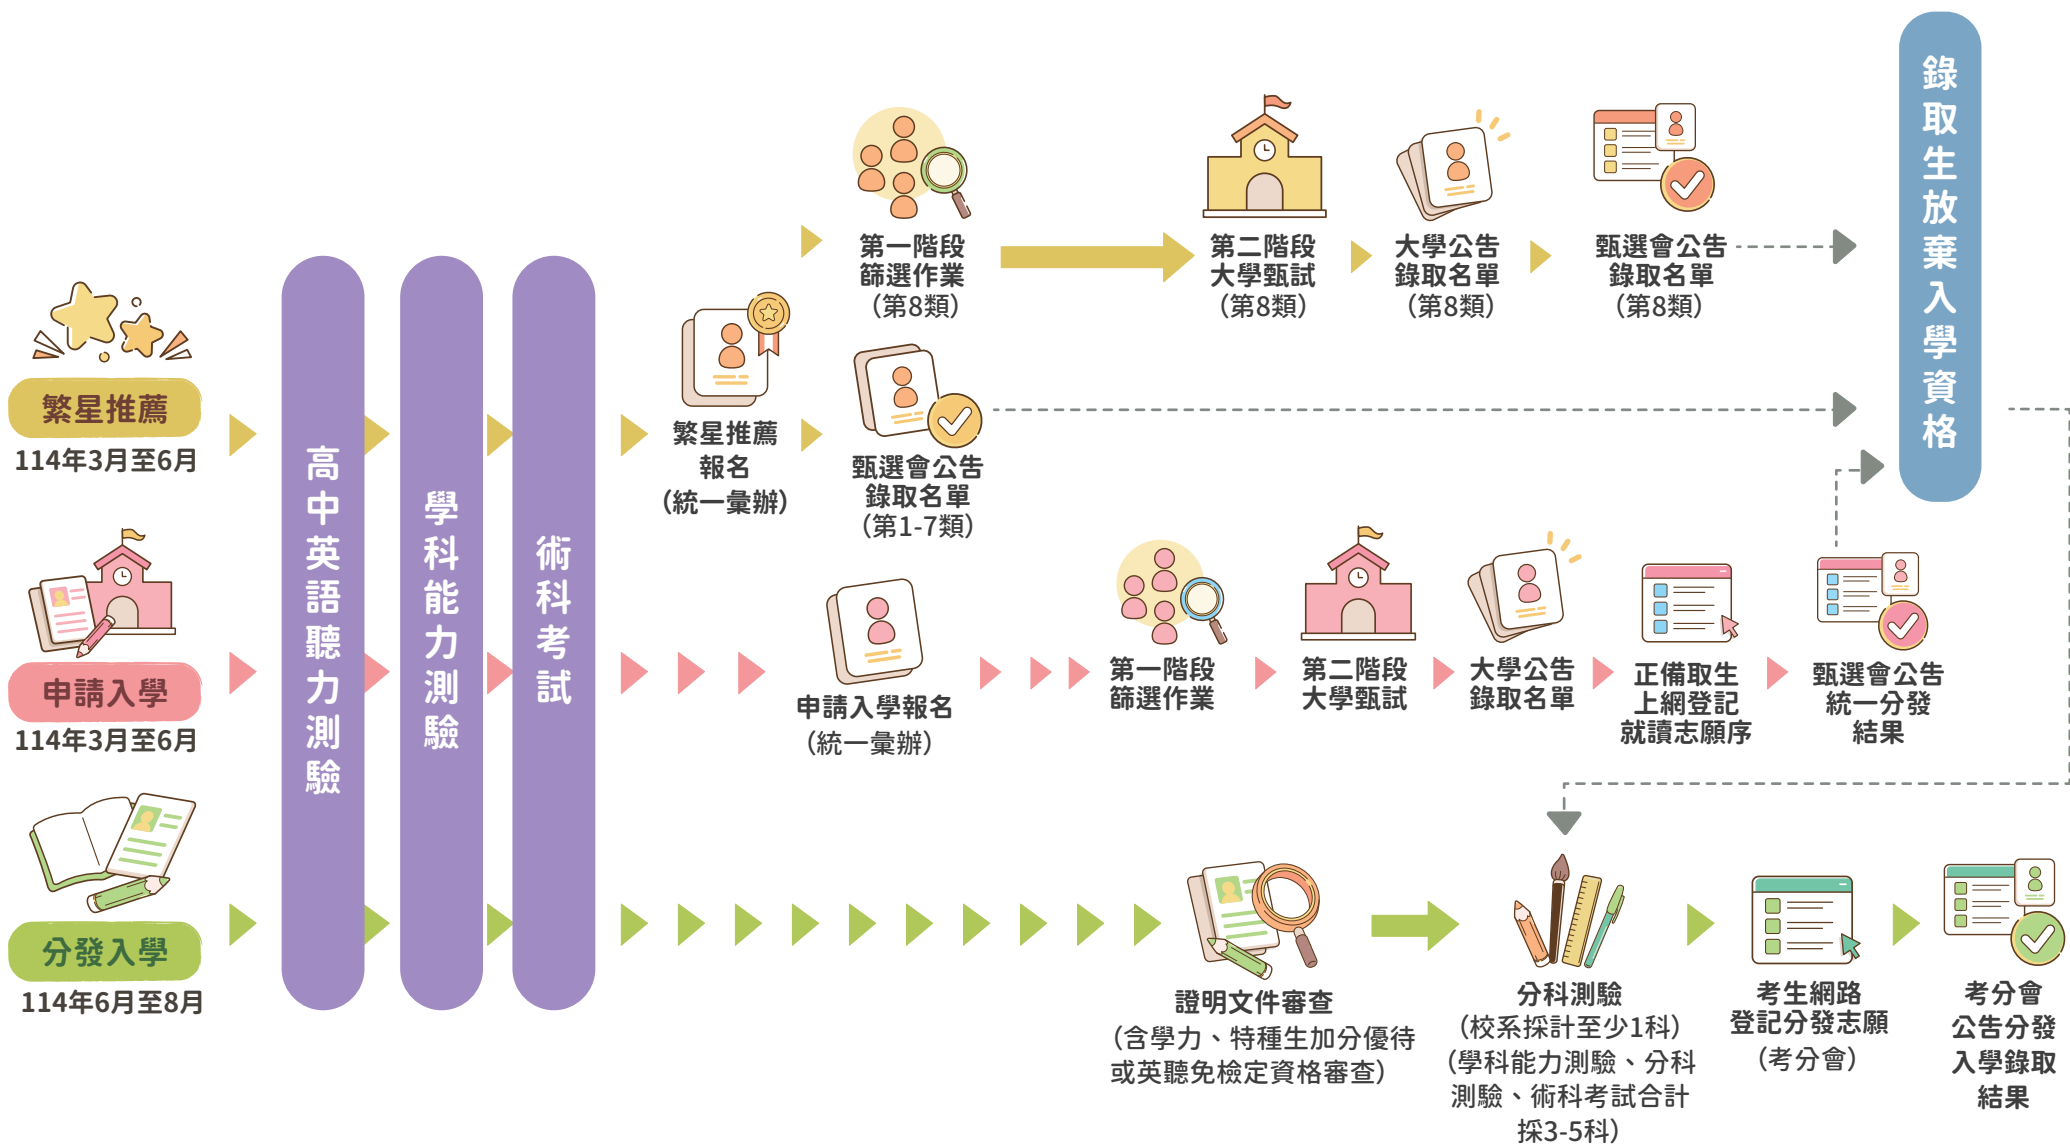 錄取生放棄入學資格
第一階段
篩選作業
（第8類）
第二階段
大學甄試
（第8類）
大學公告
錄取名單
（第8類）
甄選會公告
錄取名單
（第8類）
繁星推薦
114年3月至6月
高中英語聽力測驗
學科能力測驗
術科考試
繁星推薦
報名
（統一彙辦）
甄選會公告
錄取名單
（第1-7類）
申請入學
114年3月至6月
申請入學報名
（統一彙辦）
第一階段
篩選作業
第二階段
大學甄試
大學公告
錄取名單
正備取生
上網登記
就讀志願序
甄選會公告
統一分發
結果
分發入學
114年6月至8月
證明文件審查
（含學力、特種生加分優待
或英聽免檢定資格審查）
分科測驗
（校系採計至少1科）
（學科能力測驗、分科
測驗、術科考試合計
採3-5科）
考生網路
登記分發志願
（考分會）
考分會
公告分發
入學錄取
結果